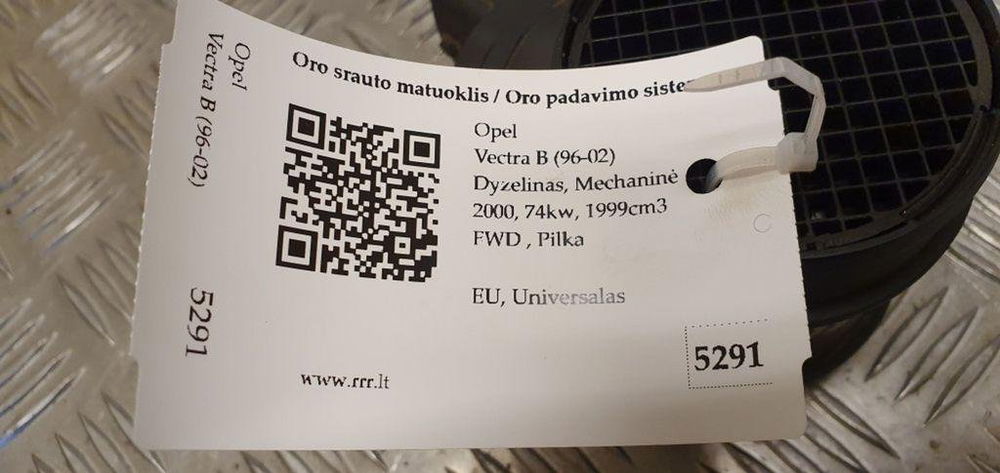 Opel
Vectra B (96-02)
5291
Oro srauto matuoklis / Oro padavimo siste
Opel
Vectra B (96-02)
Dyzelinas, Mechaninė
2000, 74kw, 1999cm3
FWD , Pilka
EU, Universalas
5291
www.rrr.lt